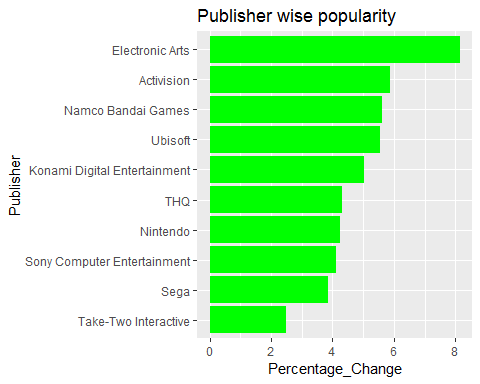 Publisher wise popularity
Publisher
Electronic Arts
Activision
Namco Bandai Games
Ubisoft
Konami Digital Entertainment
THQ
Nintendo
Sony Computer Entertainment
Sega
Take-Two Interactive
0 2 4 6 8
Percentage_Change